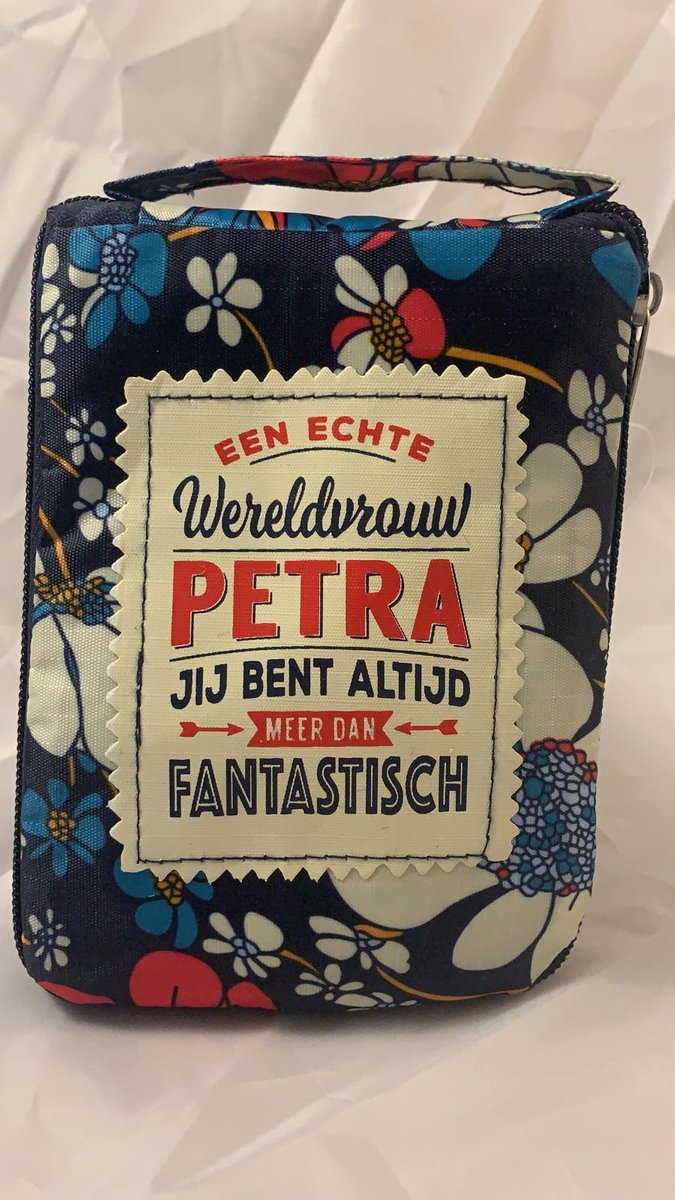 EEN ECHTE
Wereldvrouw
PETRA
JIJ BENT ALTIJD
MEER DAN
FANTASTISCH